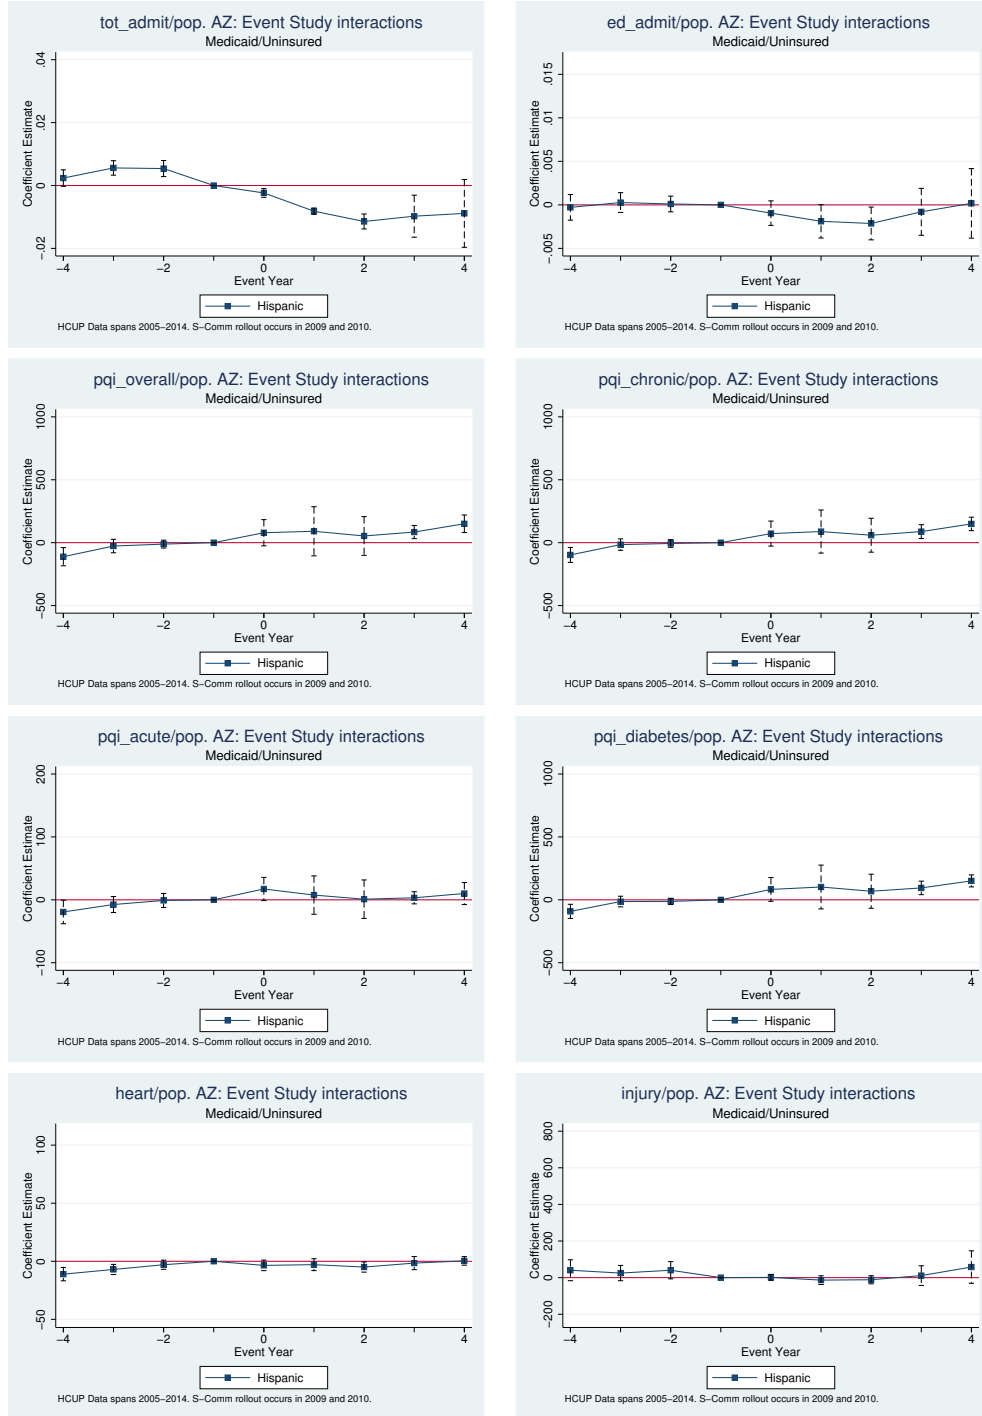 tot_admit/pop. AZ: Event Study interactions
Medicaid/Uninsured
Coefficient Estimate
.04
.02
0
−.02
−4
−2
0
2
4
Event Year
Hispanic
HCUP Data spans 2005−2014. S−Comm rollout occurs in 2009 and 2010.
ed_admit/pop. AZ: Event Study interactions
Medicaid/Uninsured
Coefficient Estimate
.015
.01
.005
0
−.005
−4
−2
0
2
4
Event Year
Hispanic
HCUP Data spans 2005−2014. S−Comm rollout occurs in 2009 and 2010.
pqi_overall/pop. AZ: Event Study interactions
Medicaid/Uninsured
Coefficient Estimate
1000
500
0
−500
−4
−2
0
2
4
Event Year
Hispanic
HCUP Data spans 2005−2014. S−Comm rollout occurs in 2009 and 2010.
pqi_chronic/pop. AZ: Event Study interactions
Medicaid/Uninsured
Coefficient Estimate
1000
500
0
−500
−4
−2
0
2
4
Event Year
Hispanic
HCUP Data spans 2005−2014. S−Comm rollout occurs in 2009 and 2010.
pqi_acute/pop. AZ: Event Study interactions
Medicaid/Uninsured
Coefficient Estimate
200
100
0
−100
−4
−2
0
2
4
Event Year
Hispanic
HCUP Data spans 2005−2014. S−Comm rollout occurs in 2009 and 2010.
pqi_diabetes/pop. AZ: Event Study interactions
Medicaid/Uninsured
Coefficient Estimate
1000
500
0
−500
−4
−2
0
2
4
Event Year
Hispanic
HCUP Data spans 2005−2014. S−Comm rollout occurs in 2009 and 2010.
heart/pop. AZ: Event Study interactions
Medicaid/Uninsured
Coefficient Estimate
100
50
0
−50
−4
−2
0
2
4
Event Year
Hispanic
HCUP Data spans 2005−2014. S−Comm rollout occurs in 2009 and 2010.
injury/pop. AZ: Event Study interactions
Medicaid/Uninsured
Coefficient Estimate
800
600
400
200
0
−200
−4
−2
0
2
4
Event Year
Hispanic
HCUP Data spans 2005−2014. S−Comm rollout occurs in 2009 and 2010.